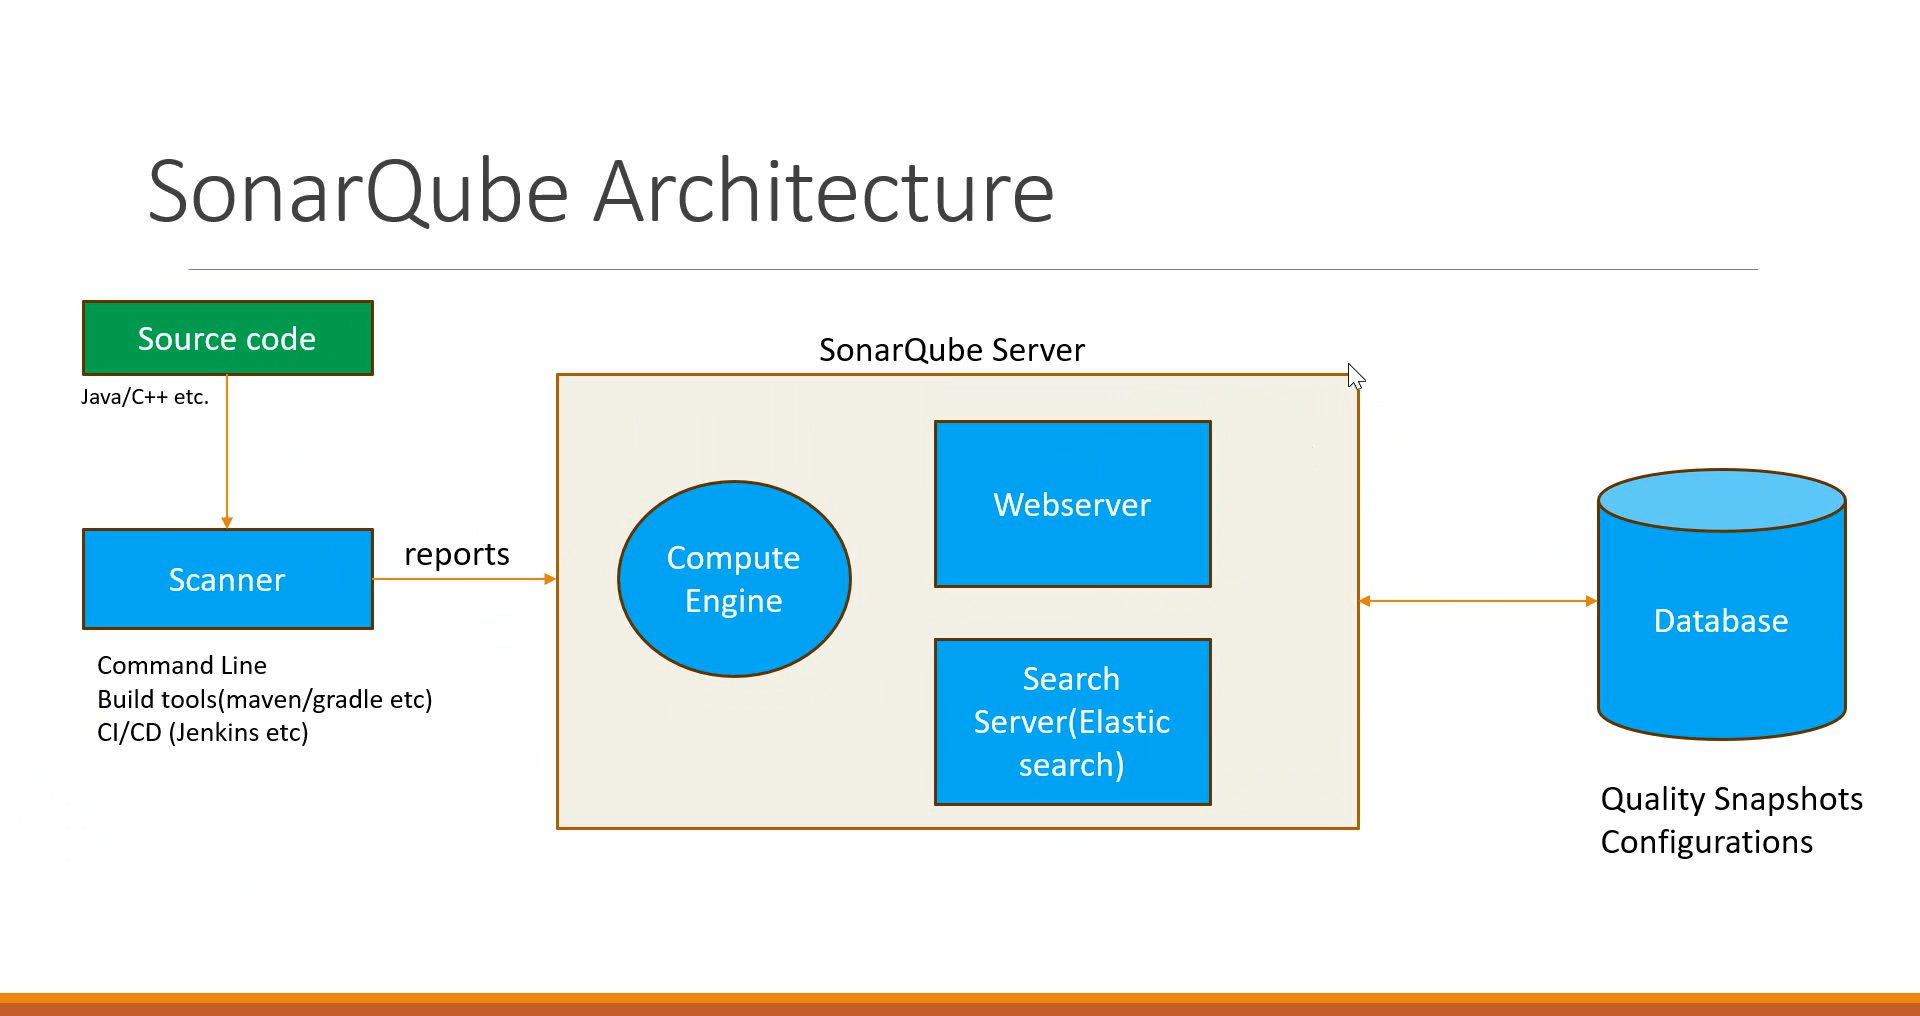 SonarQube Architecture
Source code
Java/C++ etc.
Scanner
Command Line
Build tools(maven/gradle etc)
CI/CD (Jenkins etc)
reports
SonarQube Server
Compute
Engine
Webserver
Search
Server(Elastic
search)
Database
Quality Snapshots
Configurations